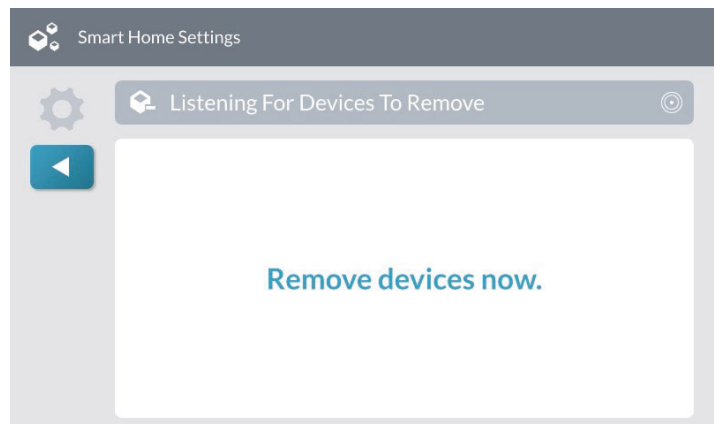 Smart Home Settings
Listening For Devices To Remove
Remove devices now.